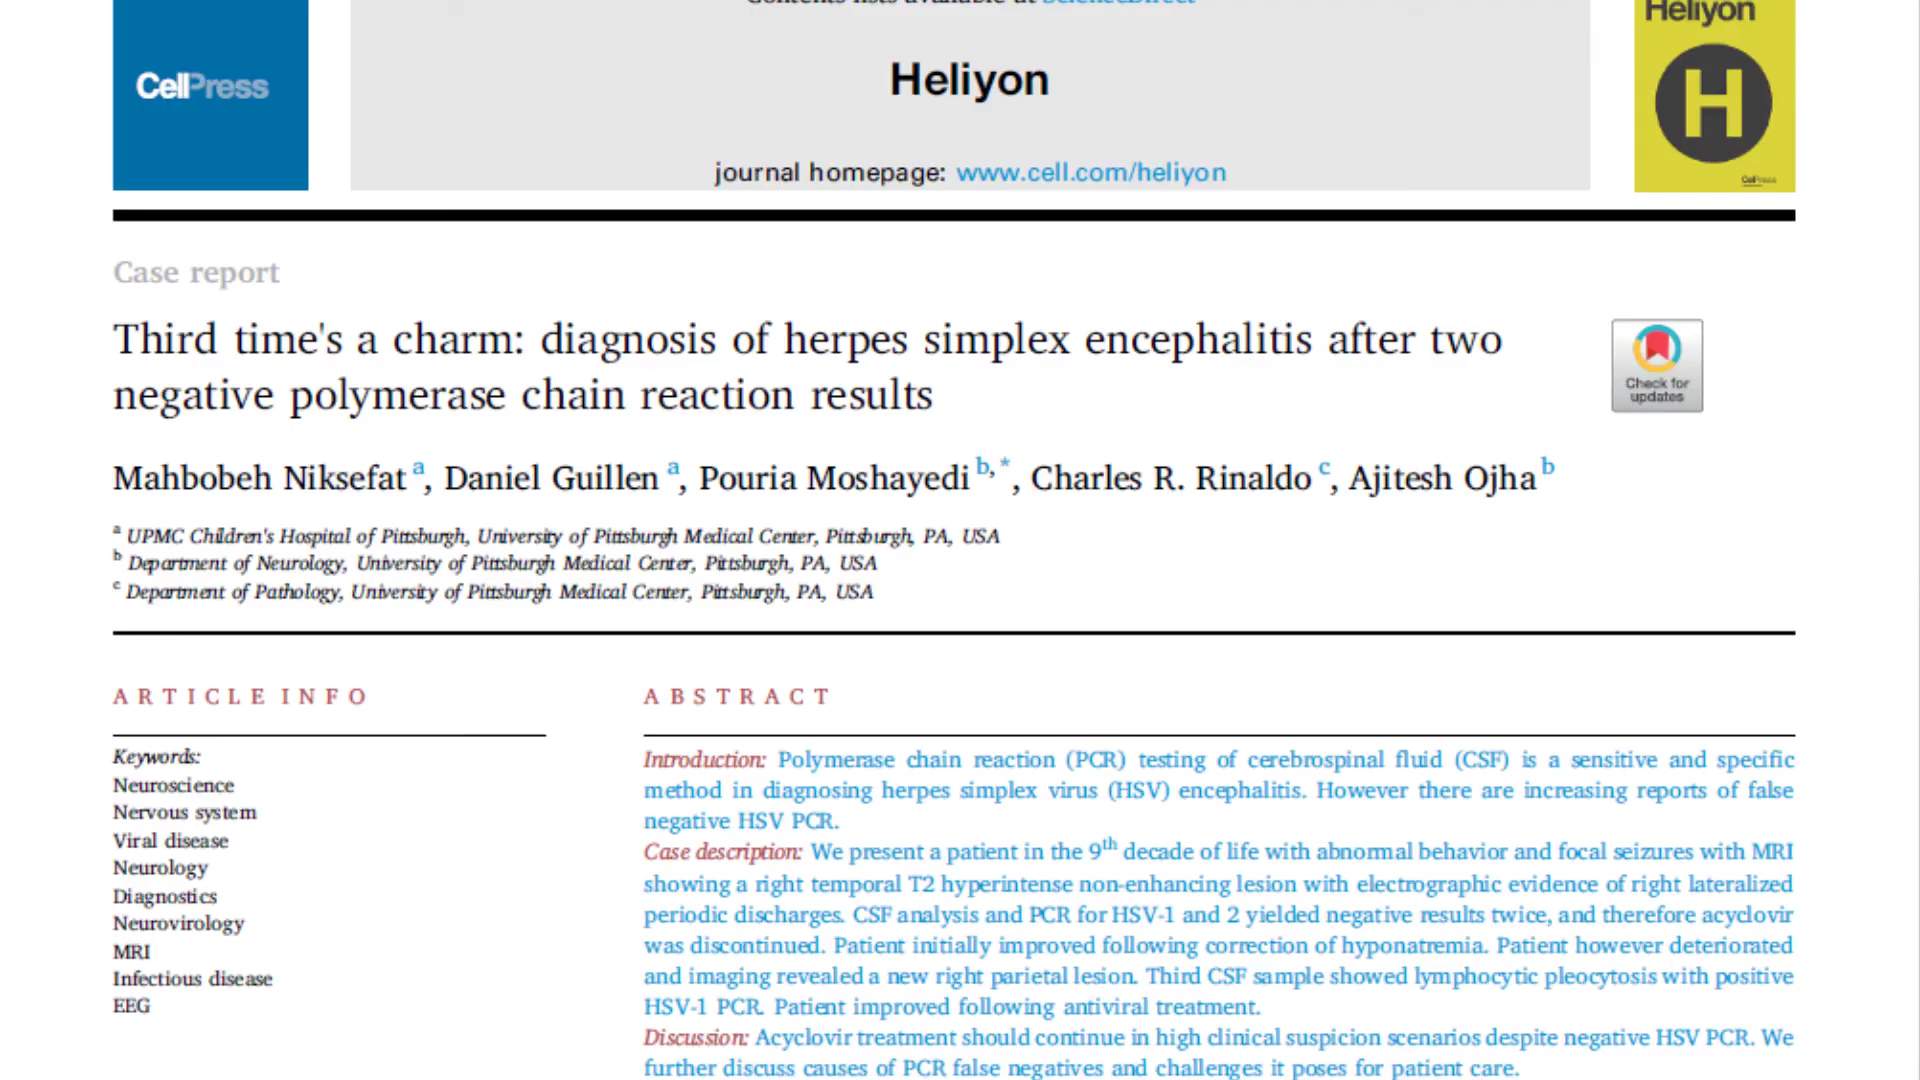 Contents lists available at ScienceDirect
Heliyon
CellPress
Heliyon
H
journal homepage: www.cell.com/heliyon
CellPress
Case report
Third time's a charm: diagnosis of herpes simplex encephalitis after two
negative polymerase chain reaction results
Check for
updates
Mahbobeh Niksefat a, Daniel Guillen a, Pouria Moshayedi b,*, Charles R. Rinaldo c, Ajitesh Ojha b
a UPMC Children's Hospital of Pittsburgh, University of Pittsburgh Medical Center, Pittsburgh, PA, USA
b Department of Neurology, University of Pittsburgh Medical Center, Pittsburgh, PA, USA
c Department of Pathology, University of Pittsburgh Medical Center, Pittsburgh, PA, USA
ARTICLE INFO
Keywords:
Neuroscience
Nervous system
Viral disease
Neurology
Diagnostics
Neurovirology
MRI
Infectious disease
EEG
ABSTRACT
Introduction: Polymerase chain reaction (PCR) testing of cerebrospinal fluid (CSF) is a sensitive and specific
method in diagnosing herpes simplex virus (HSV) encephalitis. However there are increasing reports of false
negative HSV PCR.
Case description: We present a patient in the 9th decade of life with abnormal behavior and focal seizures with MRI
showing a right temporal T2 hyperintense non-enhancing lesion with electrographic evidence of right lateralized
periodic discharges. CSF analysis and PCR for HSV-1 and 2 yielded negative results twice, and therefore acyclovir
was discontinued. Patient initially improved following correction of hyponatremia. Patient however deteriorated
and imaging revealed a new right parietal lesion. Third CSF sample showed lymphocytic pleocytosis with positive
HSV-1 PCR. Patient improved following antiviral treatment.
Discussion: Acyclovir treatment should continue in high clinical suspicion scenarios despite negative HSV PCR. We
further discuss causes of PCR false negatives and challenges it poses for patient care.